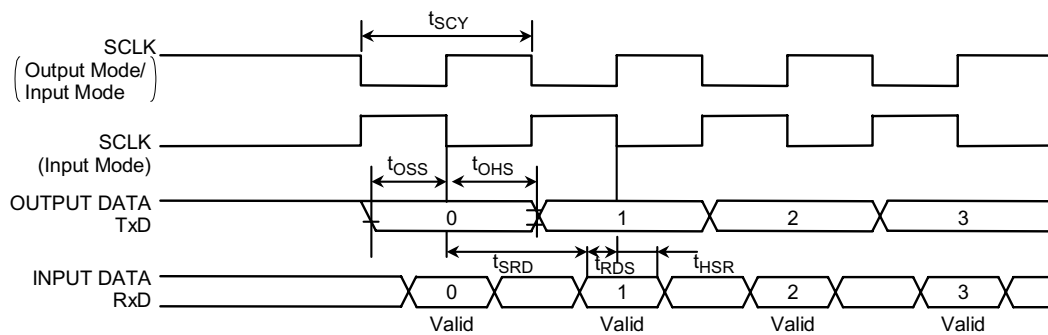 tSCY
SCLK
Output Mode/
Input Mode
SCLK
(Input Mode)
tOSS
tOHS
OUTPUT DATA
TxD
0
1
2
3
tSRD
tRDS
tHSR
INPUT DATA
RxD
0
1
2
3
Valid
Valid
Valid
Valid